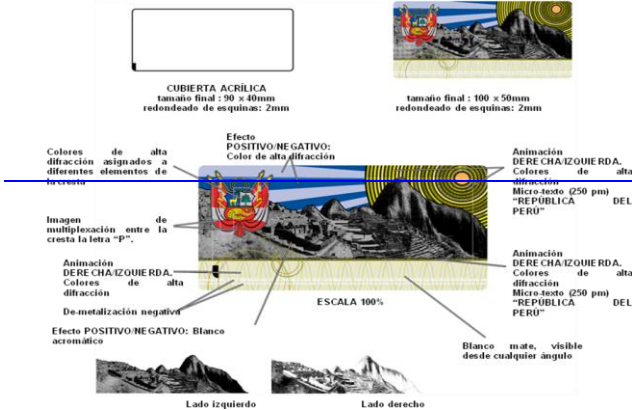 CUBIERTA ACRÍLICA
tamaño final : 90 x 40mm
redondeado de esquinas: 2mm
tamaño final : 100 x 50mm
redondeado de esquinas: 2mm
Colores de alta
difracción asignados a
diferentes elementos de
la cresta
Efecto
POSITIVO/NEGATIVO:
Color de alta difracción
Animación
DERECHA/IZQUIERDA.
Colores de alta
difracción
Micro-texto (250 pm)
"REPÚBLICA DEL
PERÚ"
Imagen de
multiplexación entre la
cresta la letra "P".
Animación
DERECHA/IZQUIERDA.
Colores de alta
difracción
De-metalización negativa
Efecto POSITIVO/NEGATIVO: Blanco
acromático
ESCALA 100%
Animación
DERECHA/IZQUIERDA.
Colores de alta
difracción
Micro-texto (250 pm)
"REPÚBLICA DEL
PERÚ"
Blanco mate, visible
desde cualquier ángulo
Lado izquierdo
Lado derecho